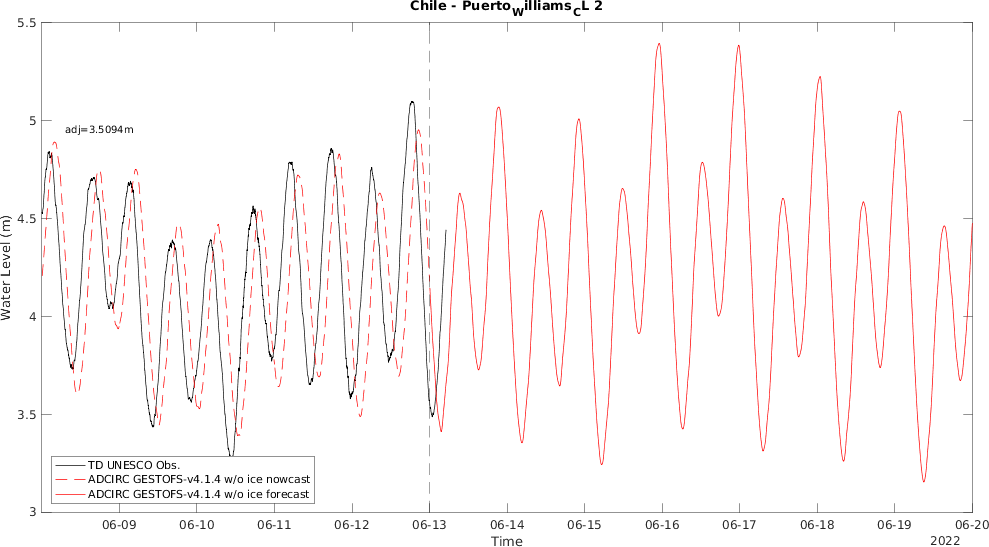 Chile - PuertoWilliamsCL 2
5.5
5
4.5
4
3.5
3
Water Level (m)
adj=3.5094m
TD UNESCO Obs.
ADCIRC GESTOFS-v4.1.4 w/o ice nowcast
ADCIRC GESTOFS-v4.1.4 w/o ice forecast
06-09 06-10 06-11 06-12 06-13 06-14 06-15 06-16 06-17 06-18 06-19 06-20
Time
2022